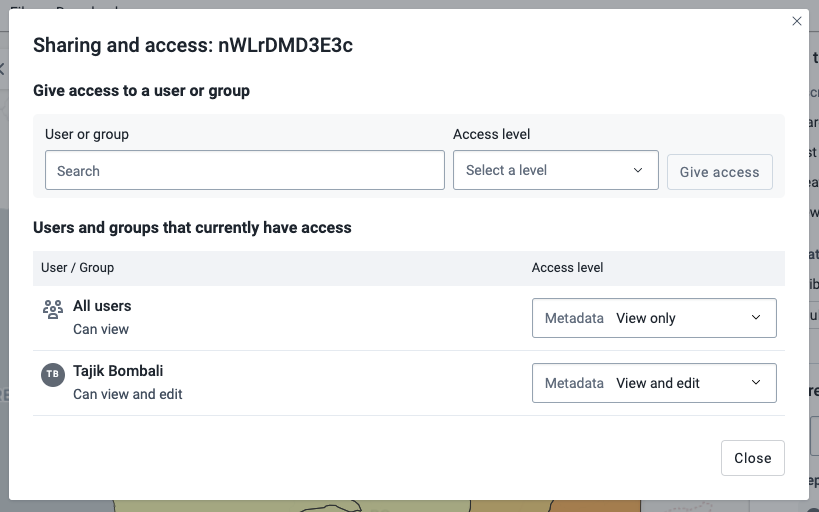 Sharing and access: nWLrDMD3E3c
Give access to a user or group
User or group
Access level
Search
Select a level
Give access
Users and groups that currently have access
User / Group
Access level
All users
Can view
Metadata View only
TB
Tajik Bombali
Can view and edit
Metadata View and edit
Close